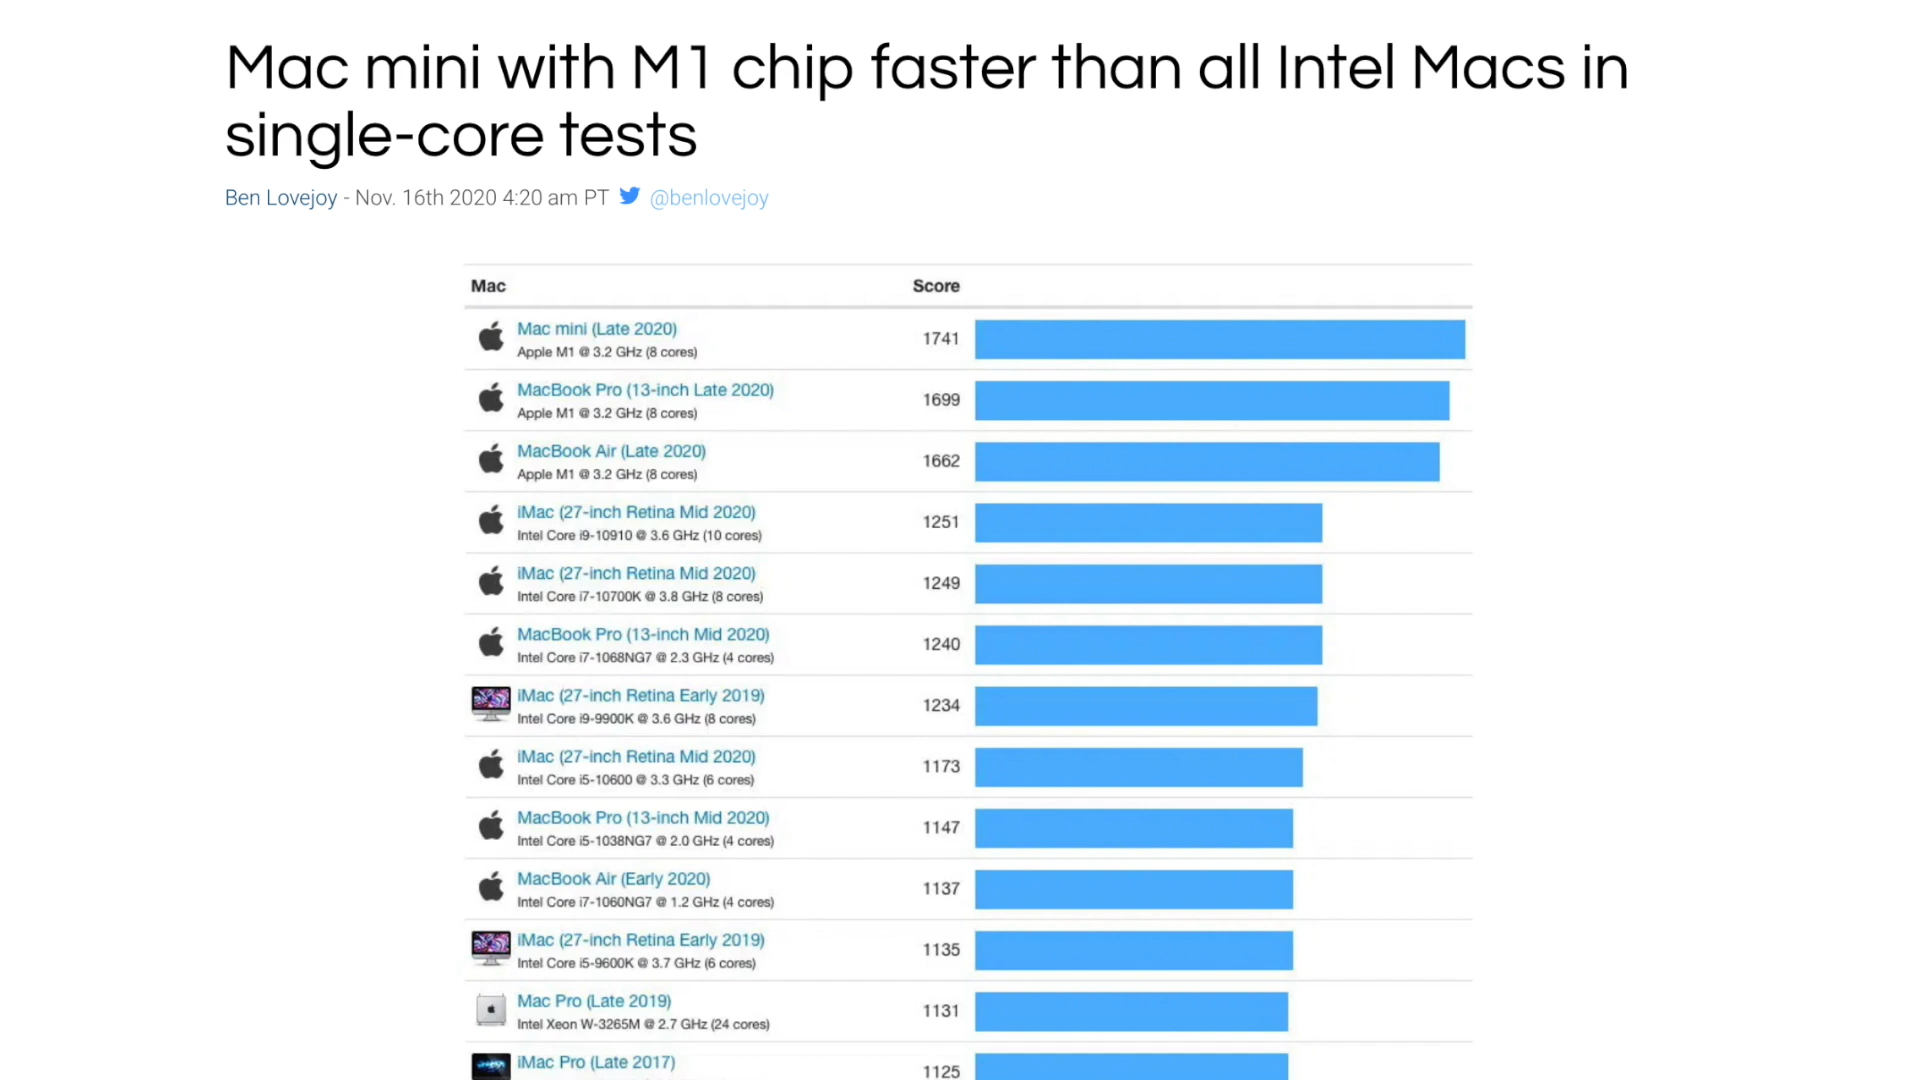 Mac mini with M1 chip faster than all Intel Macs in
single-core tests
Ben Lovejoy - Nov. 16th 2020 4:20 am PT @benlovejoy
Mac Score
Mac mini (Late 2020)
Apple M1 @ 3.2 GHz (8 cores)
1741
MacBook Pro (13-inch Late 2020)
Apple M1 @ 3.2 GHz (8 cores)
1699
MacBook Air (Late 2020)
Apple M1 @ 3.2 GHz (8 cores)
1662
iMac (27-inch Retina Mid 2020)
Intel Core i9-10910 @ 3.6 GHz (10 cores)
1251
iMac (27-inch Retina Mid 2020)
Intel Core i7-10700K @ 3.8 GHz (8 cores)
1249
MacBook Pro (13-inch Mid 2020)
Intel Core i7-1068NG7 @ 2.3 GHz (4 cores)
1240
iMac (27-inch Retina Early 2019)
Intel Core i9-9900K @ 3.6 GHz (8 cores)
1234
iMac (27-inch Retina Mid 2020)
Intel Core i5-10600 @ 3.3 GHz (6 cores)
1173
MacBook Pro (13-inch Mid 2020)
Intel Core i5-1038NG7 @ 2.0 GHz (4 cores)
1147
MacBook Air (Early 2020)
Intel Core i7-1060NG7 @ 1.2 GHz (4 cores)
1137
iMac (27-inch Retina Early 2019)
Intel Core i5-9600K @ 3.7 GHz (6 cores)
1135
Mac Pro (Late 2019)
Intel Xeon W-3265M @ 2.7 GHz (24 cores)
1131
iMac Pro (Late 2017)
1125